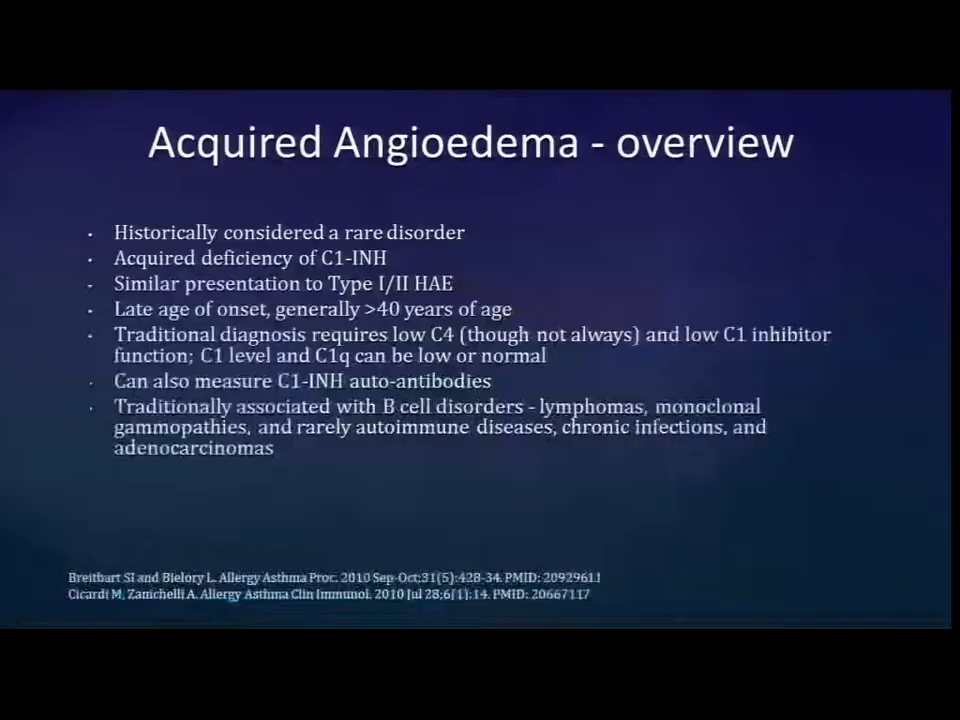 Acquired Angioedema - overview
• Historically considered a rare disorder
• Acquired deficiency of C1-INH
• Similar presentation to Type I/II HAE
• Late age of onset, generally >40 years of age
• Traditional diagnosis requires low C4 (though not always) and low C1 inhibitor
function; C1 level and C1q can be low or normal
• Can also measure C1-INH auto-antibodies
• Traditionally associated with B cell disorders - lymphomas, monoclonal
gammopathies, and rarely autoimmune diseases, chronic infections, and
adenocarcinomas
Breitbart SI and Bielory L. Allergy Asthma Proc. 2010 Sep-Oct;31(5):428-34. PMID: 20929611
Cicardi M, Zanichelli A. Allergy Asthma Clin Immunol. 2010 Jul 28;6(1):14. PMID: 20667117